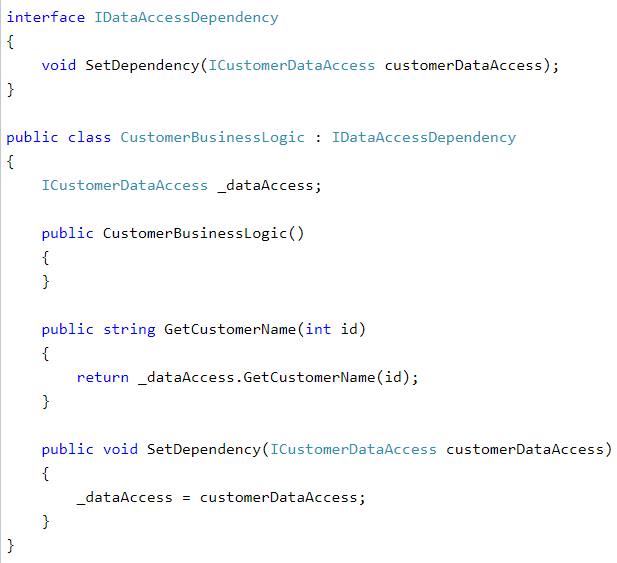 interface IDataAccessDependency
{
    void SetDependency(ICustomerDataAccess customerDataAccess);
}

public class CustomerBusinessLogic : IDataAccessDependency
{
    ICustomerDataAccess _dataAccess;

    public CustomerBusinessLogic()
    {
    }

    public string GetCustomerName(int id)
    {
        return _dataAccess.GetCustomerName(id);
    }

    public void SetDependency(ICustomerDataAccess customerDataAccess)
    {
        _dataAccess = customerDataAccess;
    }
}